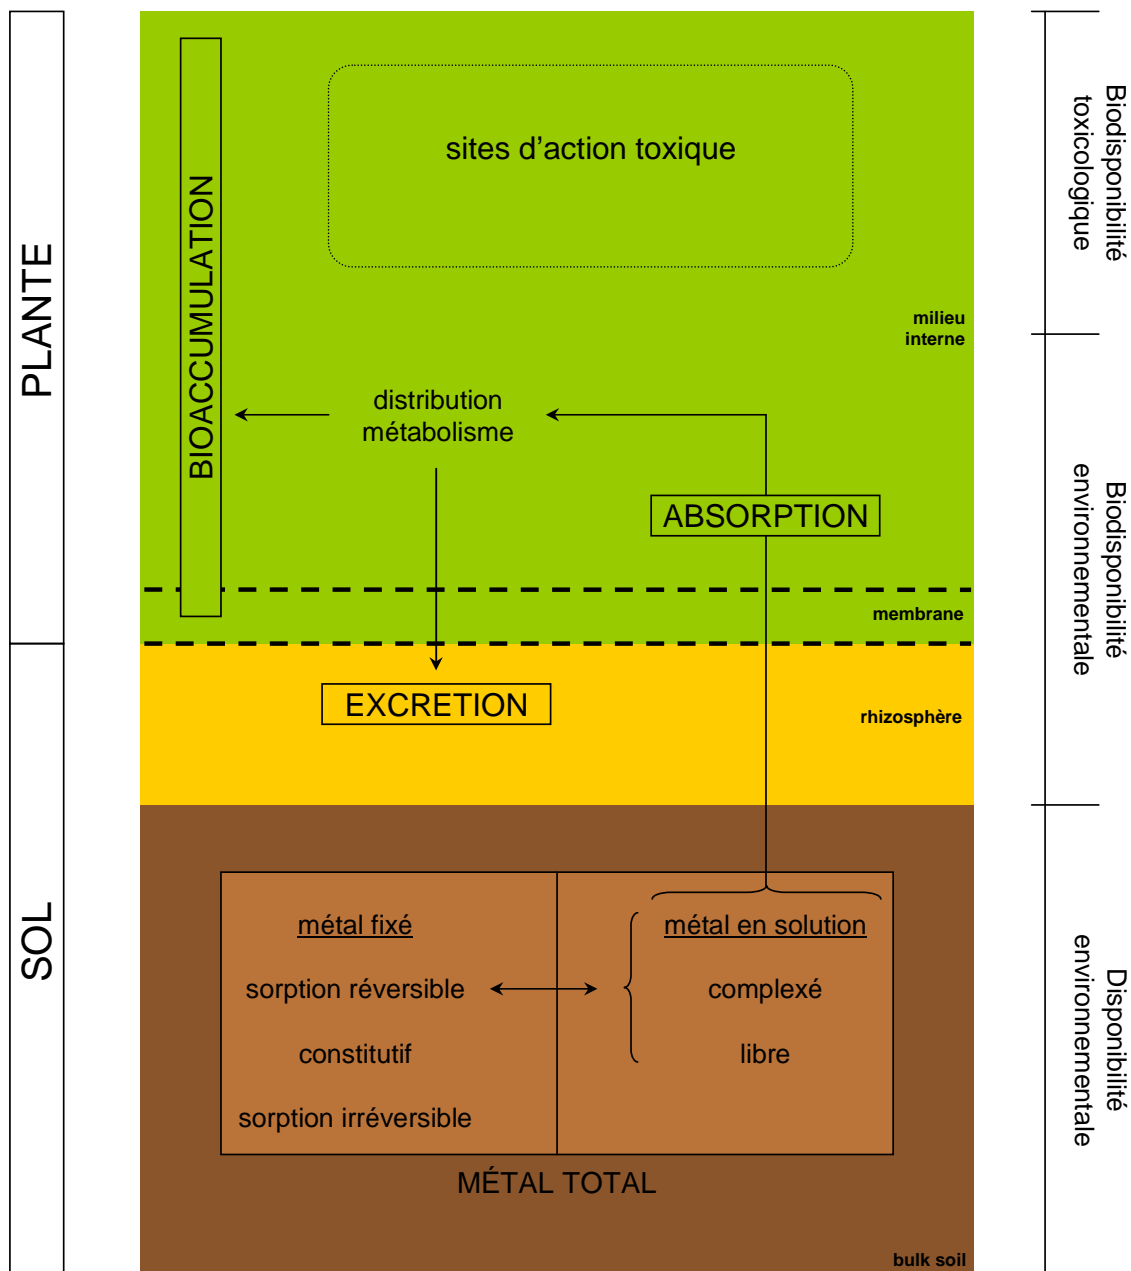 PLANTE
SOL
BIOACCUMULATION
sites d'action toxique
milieu
interne
distribution
métabolisme
ABSORPTION
membrane
EXCRETION
rhizosphère
métal fixé
sorption réversible
constitutif
sorption irréversible
métal en solution
complexé
libre
MÉTAL TOTAL
bulk soil
Biodisponibilité
toxicologique
Biodisponibilité
environnementale
Disponibilité
environnementale